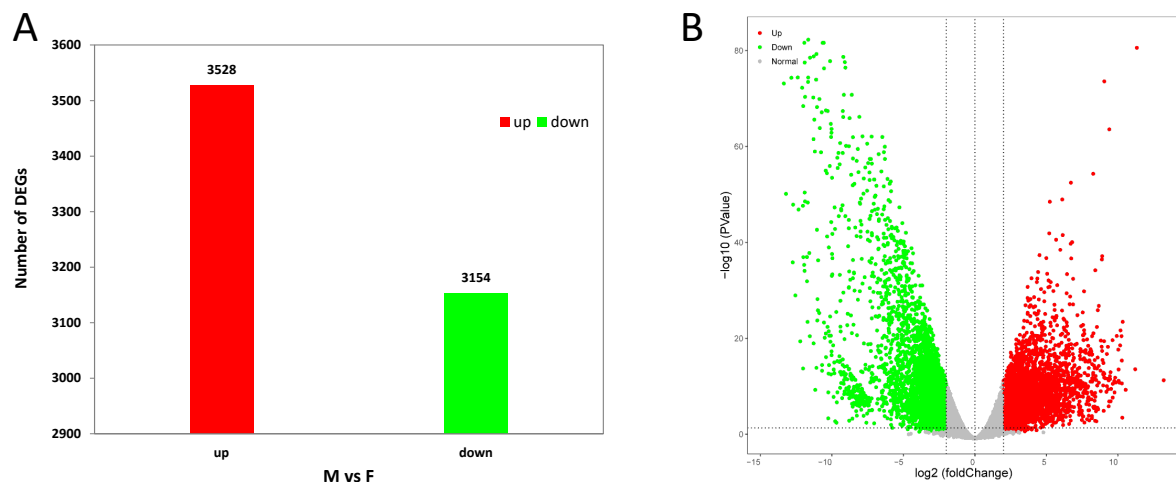 A
3600
3500
3400
3300
3200
3100
3000
2900
Number of DEGs
3528
3154
up down
up
down
M vs F
B
Up
Down
Normal
80
60
40
20
0
−log10 (PValue)
−15
−10
−5
0
5
10
log2 (foldChange)